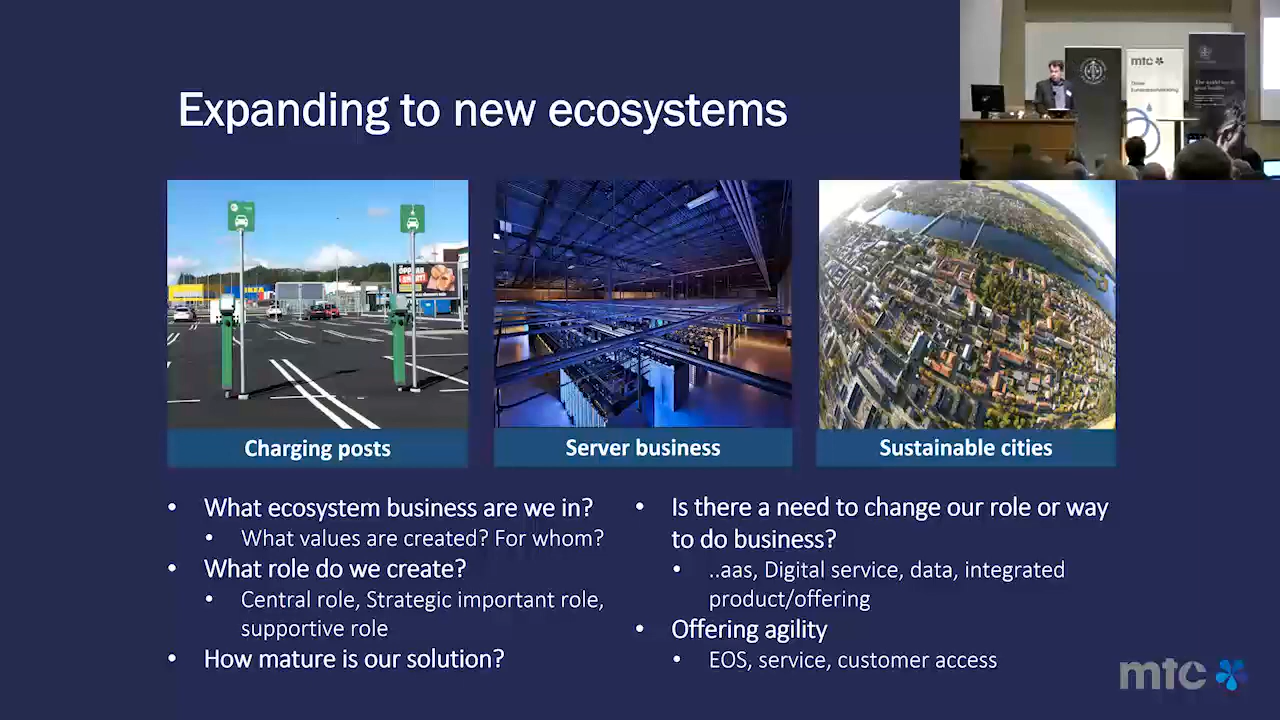 Expanding to new ecosystems
mtc
IKEA
Charging posts
Server business
Sustainable cities
• What ecosystem business are we in?
• What values are created? For whom?
• What role do we create?
• Central role, Strategic important role,
supportive role
• How mature is our solution?
• Is there a need to change our role or way
to do business?
• ..aas, Digital service, data, integrated
product/offering
• Offering agility
• EOS, service, customer access
mtc